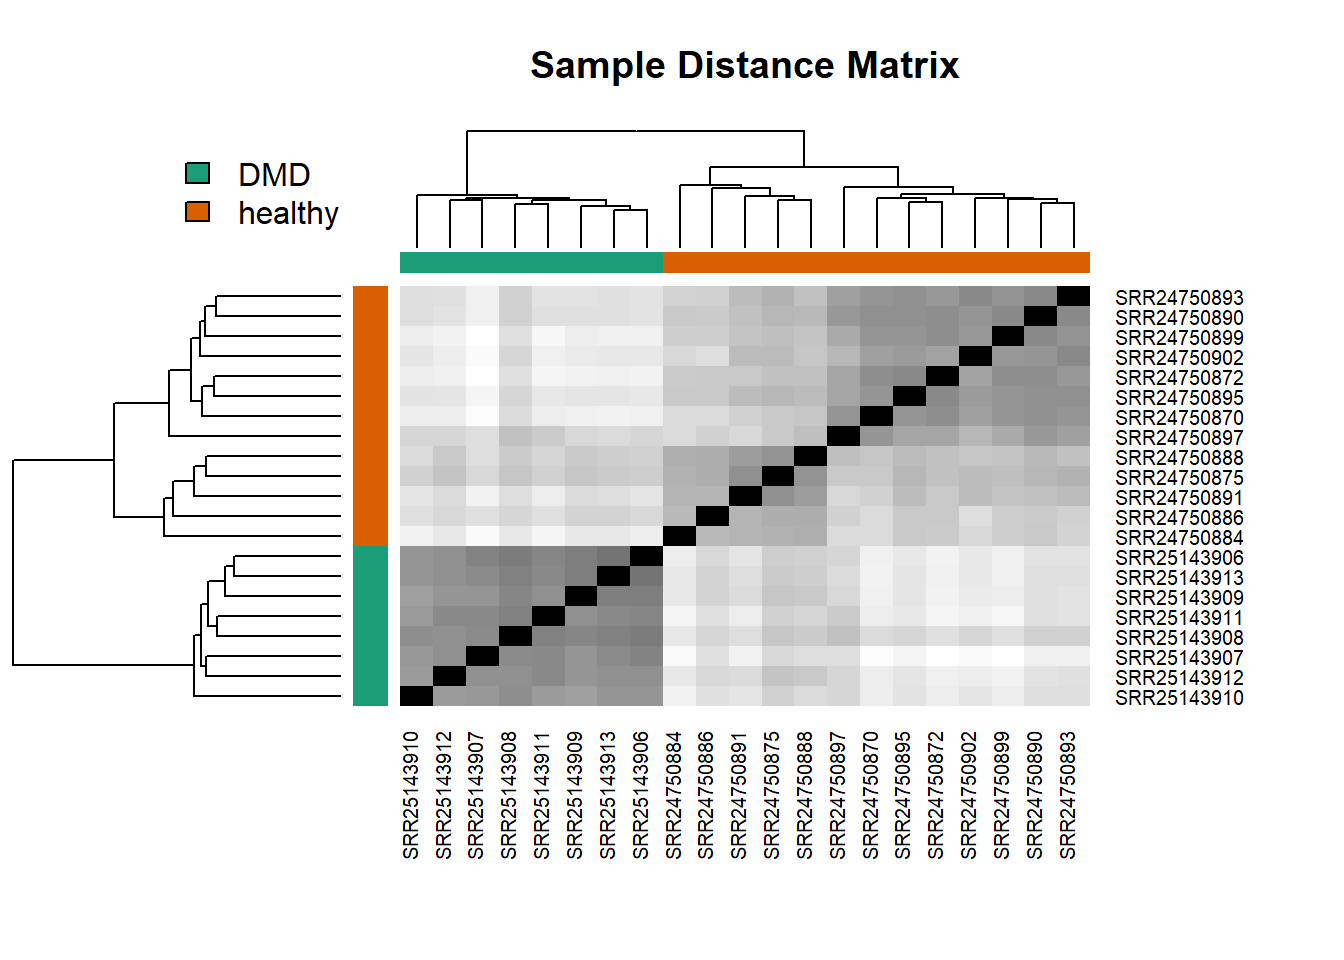 Sample Distance Matrix
DMD
healthy
SRR24750893
SRR24750890
SRR24750899
SRR24750902
SRR24750872
SRR24750895
SRR24750870
SRR24750897
SRR24750888
SRR24750875
SRR24750891
SRR24750886
SRR24750884
SRR25143906
SRR25143913
SRR25143909
SRR25143911
SRR25143908
SRR25143907
SRR25143912
SRR25143910
SRR25143910
SRR25143912
SRR25143907
SRR25143908
SRR25143911
SRR25143909
SRR25143913
SRR25143906
SRR24750884
SRR24750886
SRR24750891
SRR24750875
SRR24750888
SRR24750897
SRR24750870
SRR24750895
SRR24750872
SRR24750902
SRR24750899
SRR24750890
SRR24750893